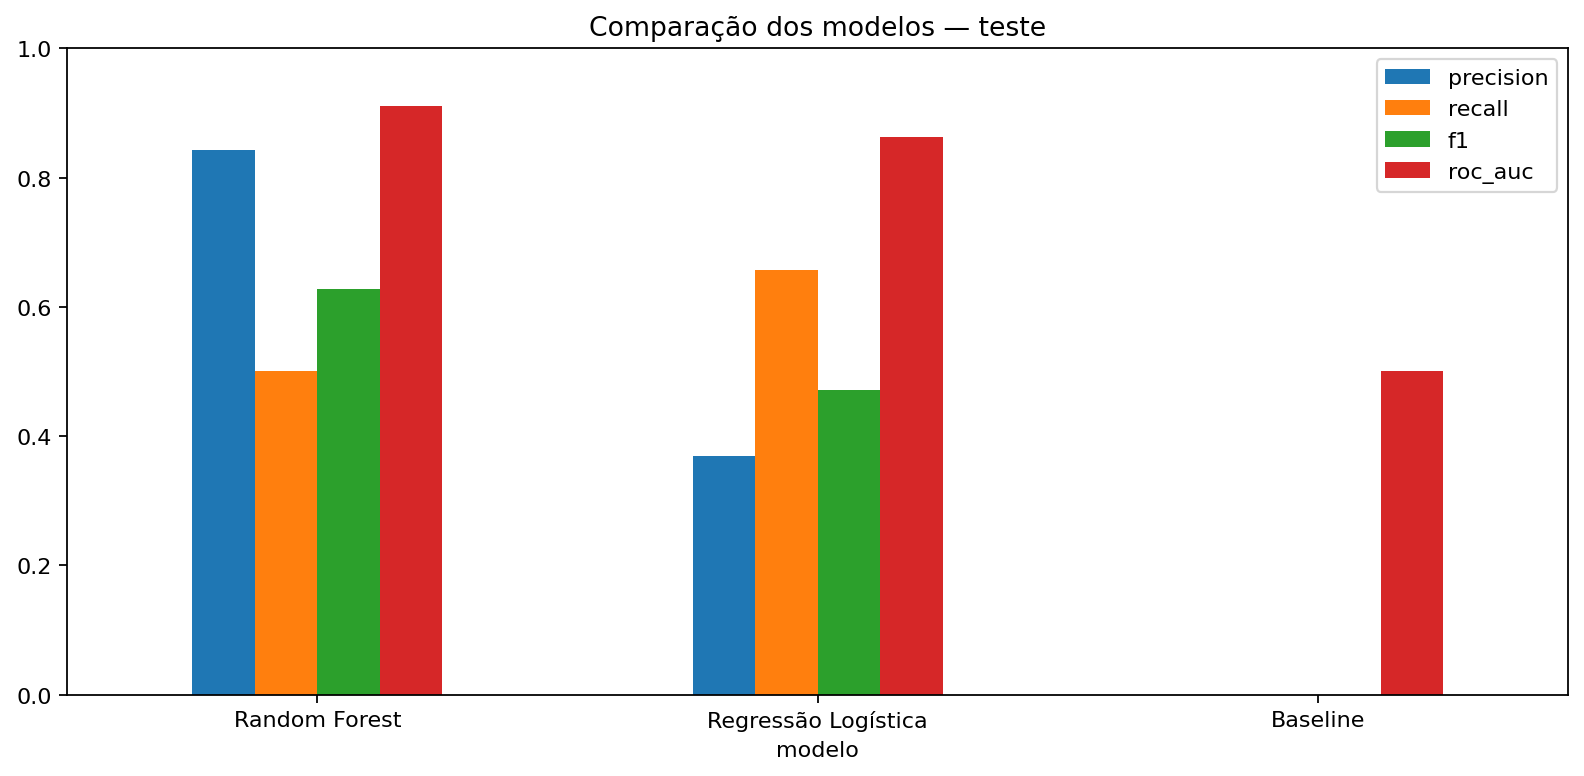 Comparação dos modelos — teste
1.0
0.8
0.6
0.4
0.2
0.0
precision
recall
f1
roc_auc
Random Forest
Regressão Logística
Baseline
modelo